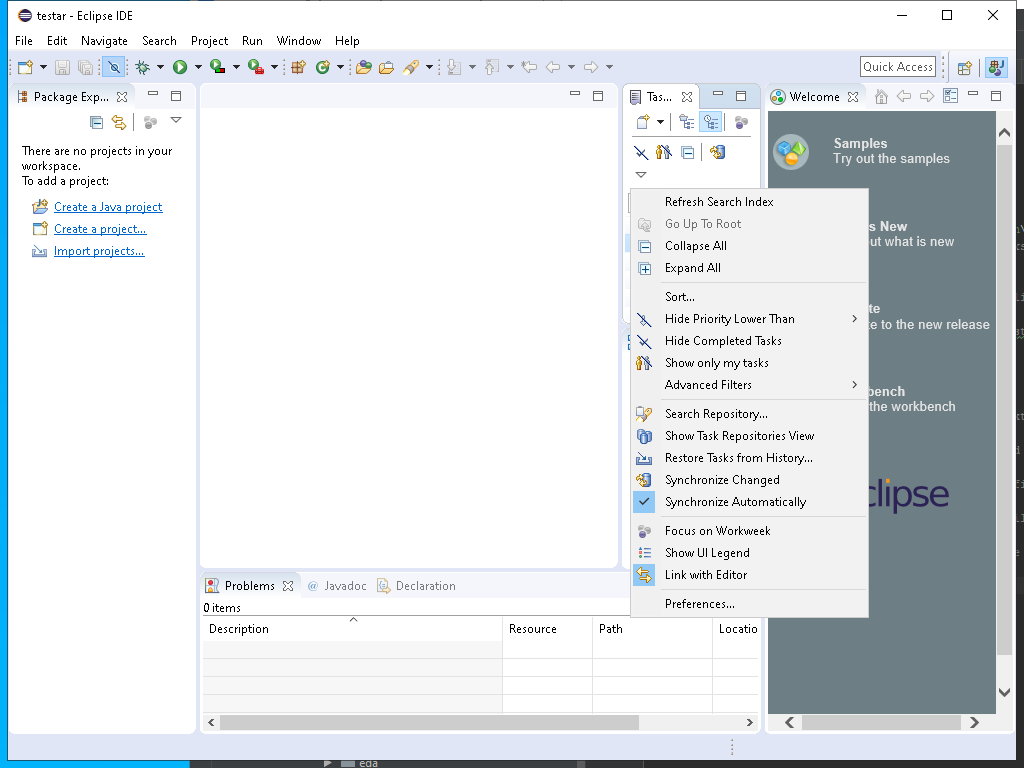 testar - Eclipse IDE
File Edit Navigate Search Project Run Window Help
Quick Access
Package Exp...
There are no projects in your
workspace.
To add a project:
Create a Java project
Create a project...
Import projects...
Tas...
Welcome
Samples
Try out the samples
s New
out what is new
te
te to the new release
bench
the workbench
clipse
Refresh Search Index
Go Up To Root
Collapse All
Expand All
Sort...
Hide Priority Lower Than
Hide Completed Tasks
Show only my tasks
Advanced Filters
Search Repository...
Show Task Repositories View
Restore Tasks from History...
Synchronize Changed
Synchronize Automatically
Focus on Workweek
Show UI Legend
Link with Editor
Preferences...
Problems
@ Javadoc
Declaration
0 items
Description Resource Path Locatio
eda